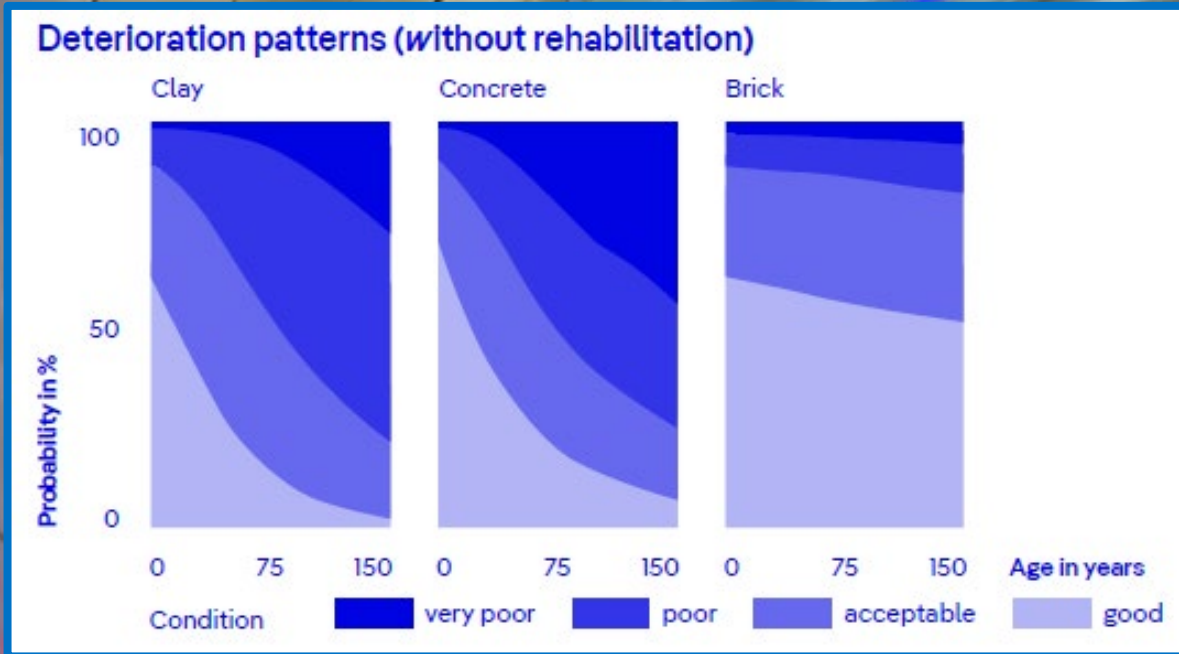 Deterioration patterns (without rehabilitation)
Clay Concrete Brick
100
50
0
Probability in %
0 75 150 0 75 150 0 75 150 Age in years
Condition very poor poor acceptable good